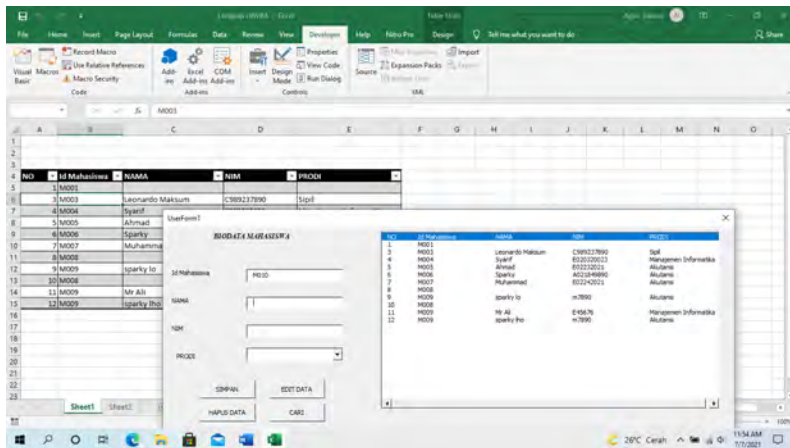 File Home Insert Page Layout Formulas Data Review View Developer Help Nitro Pro Design Tell me what you want to do Share
Record Macro
Use Relative References
Macro Security
Visual Basic
Macros
Code
Add-ins
Excel Add-ins
COM Add-ins
Add-ins
Insert
Design Mode
Properties
View Code
Run Dialog
Controls
Source
Expansion Packs
Import
XML
M003
A B C D E F G H I J K L M N O
NO Id Mahasiswa NAMA NIM PRODI
1 M001
3 M003 Leonardo Maksum C989237890 Sipil
4 M004 Syarif
5 M005 Ahmad
6 M006 Sparky
7 M007 Muhamma
8 M008
9 M009 sparky lo
10 M008
11 M009 Mr Ali
12 M009 sparky lho
UserForm1
BIODATA MAHASISWA
Id Mahasiswa M010
NAMA
NIM
PRODI
SIMPAN EDIT DATA
HAPUS DATA CARI
NO Id Mahasiswa NAMA NIM PRODI
1 M001
3 M003 Leonardo Maksum C989237890 Sipil
4 M004 Syarif E020320023 Manajemen Informatika
5 M005 Ahmad E02232021 Akutansi
6 M006 Sparky A021049890 Akutansi
7 M007 Muhammad E02242021 Akutansi
8 M008
9 M009 sparky lo m7890 Akutansi
10 M008
11 M009 Mr Ali E45676 Manajemen Informatika
12 M009 sparky lho m7890 Akutansi
Sheet1 Sheet2
100%
26°C Cerah
11:54 AM
7/7/2021